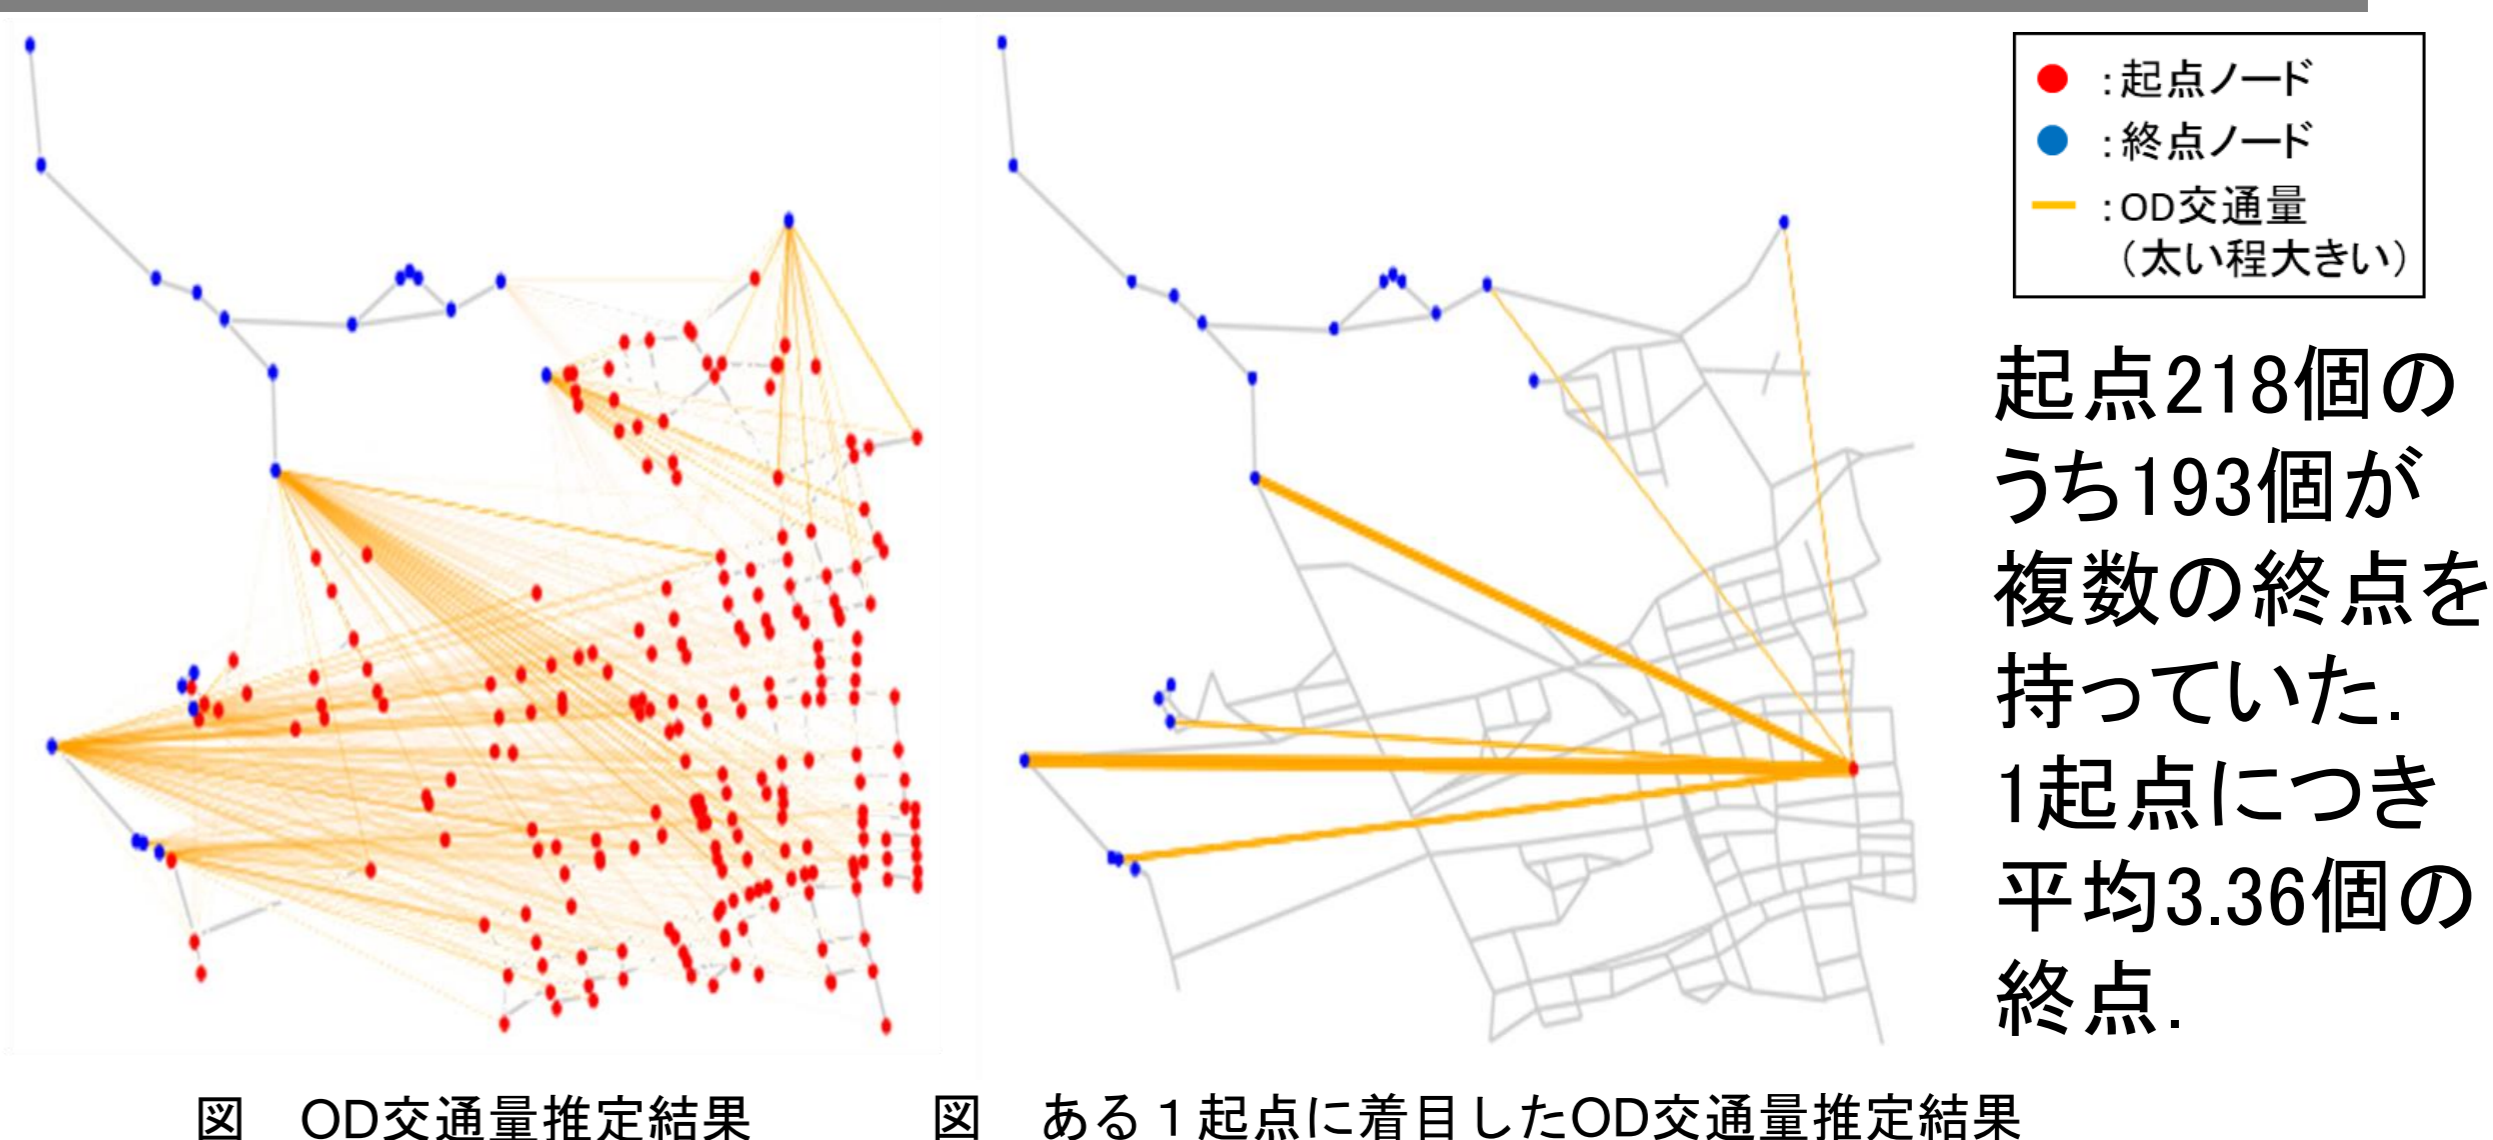 ：起点ノード
：終点ノード
：OD交通量
（太い程大きい）
起点218個の
うち193個が
複数の終点を
持っていた.
1起点につき
平均3.36個の
終点.
図　OD交通量推定結果
図　ある１起点に着目したOD交通量推定結果